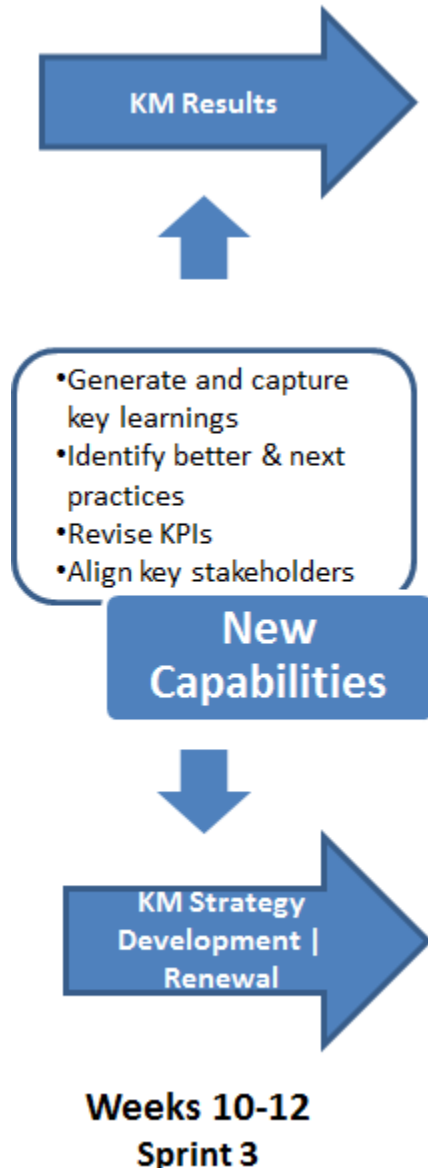 KM Results
•Generate and capture
key learnings
•Identify better & next
practices
•Revise KPIs
•Align key stakeholders
New
Capabilities
KM Strategy
Development |
Renewal
Weeks 10-12
Sprint 3